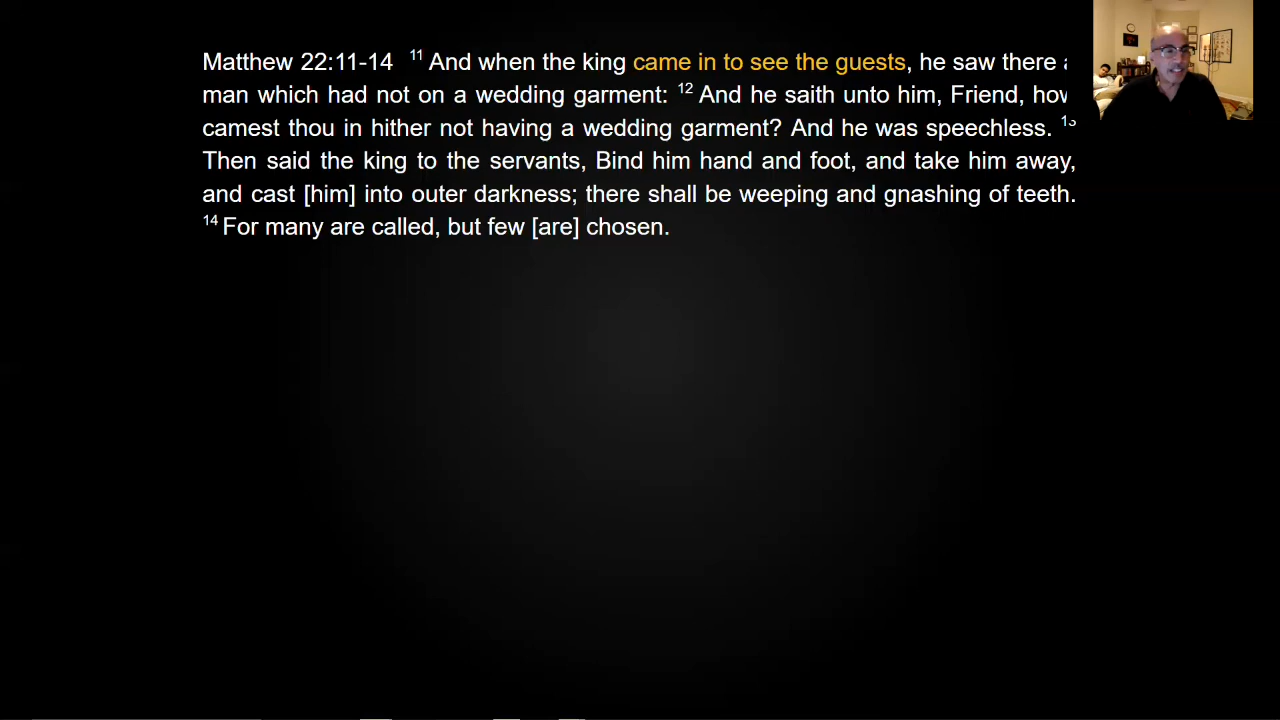 Matthew 22:11-14 11 And when the king came in to see the guests, he saw there
man which had not on a wedding garment: 12 And he saith unto him, Friend,
camest thou in hither not having a wedding garment? And he was speechless. 13
Then said the king to the servants, Bind him hand and foot, and take him away,
and cast [him] into outer darkness; there shall be weeping and gnashing of teeth.
14 For many are called, but few [are] chosen.